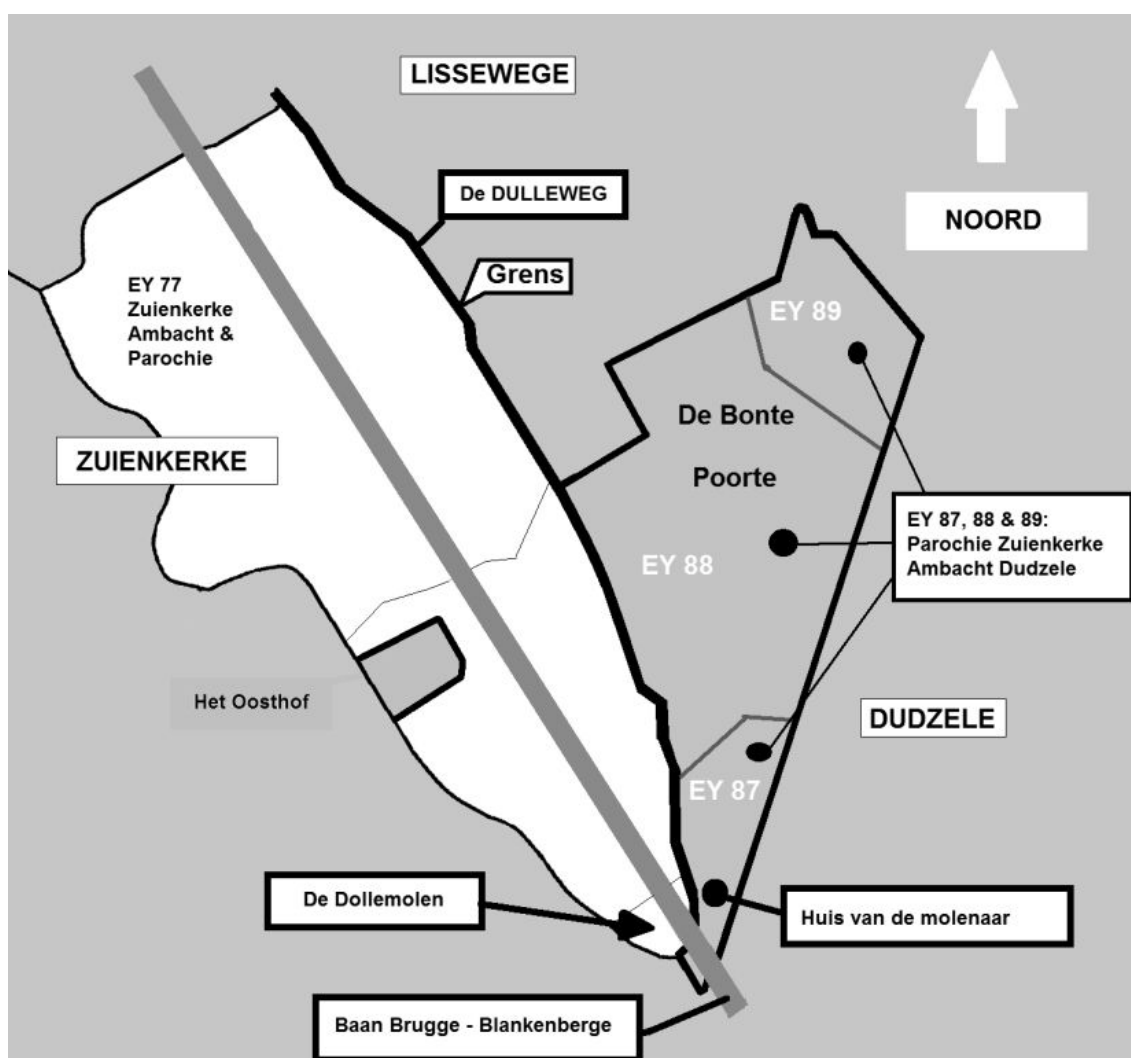 LISSEWEGE
De DULLEWEG
NOORD
Grens
EY 77
Zuienkerke
Ambacht &
Parochie
EY 89
De Bonte
Poorte
ZUIENKERKE
EY 87, 88 & 89:
Parochie Zuienkerke
Ambacht Dudzele
EY 88
Het Oosthof
DUDZELE
EY 87
De Dollemolen
Huis van de molenaar
Baan Brugge - Blankenberge